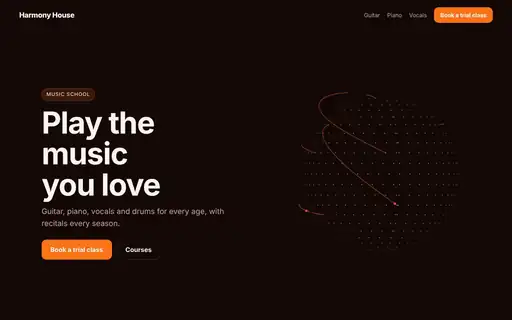 Harmony House
Guitar Piano Vocals Book a trial class
MUSIC SCHOOL
Play the
music
you love
Guitar, piano, vocals and drums for every age, with
recitals every season.
Book a trial class Courses